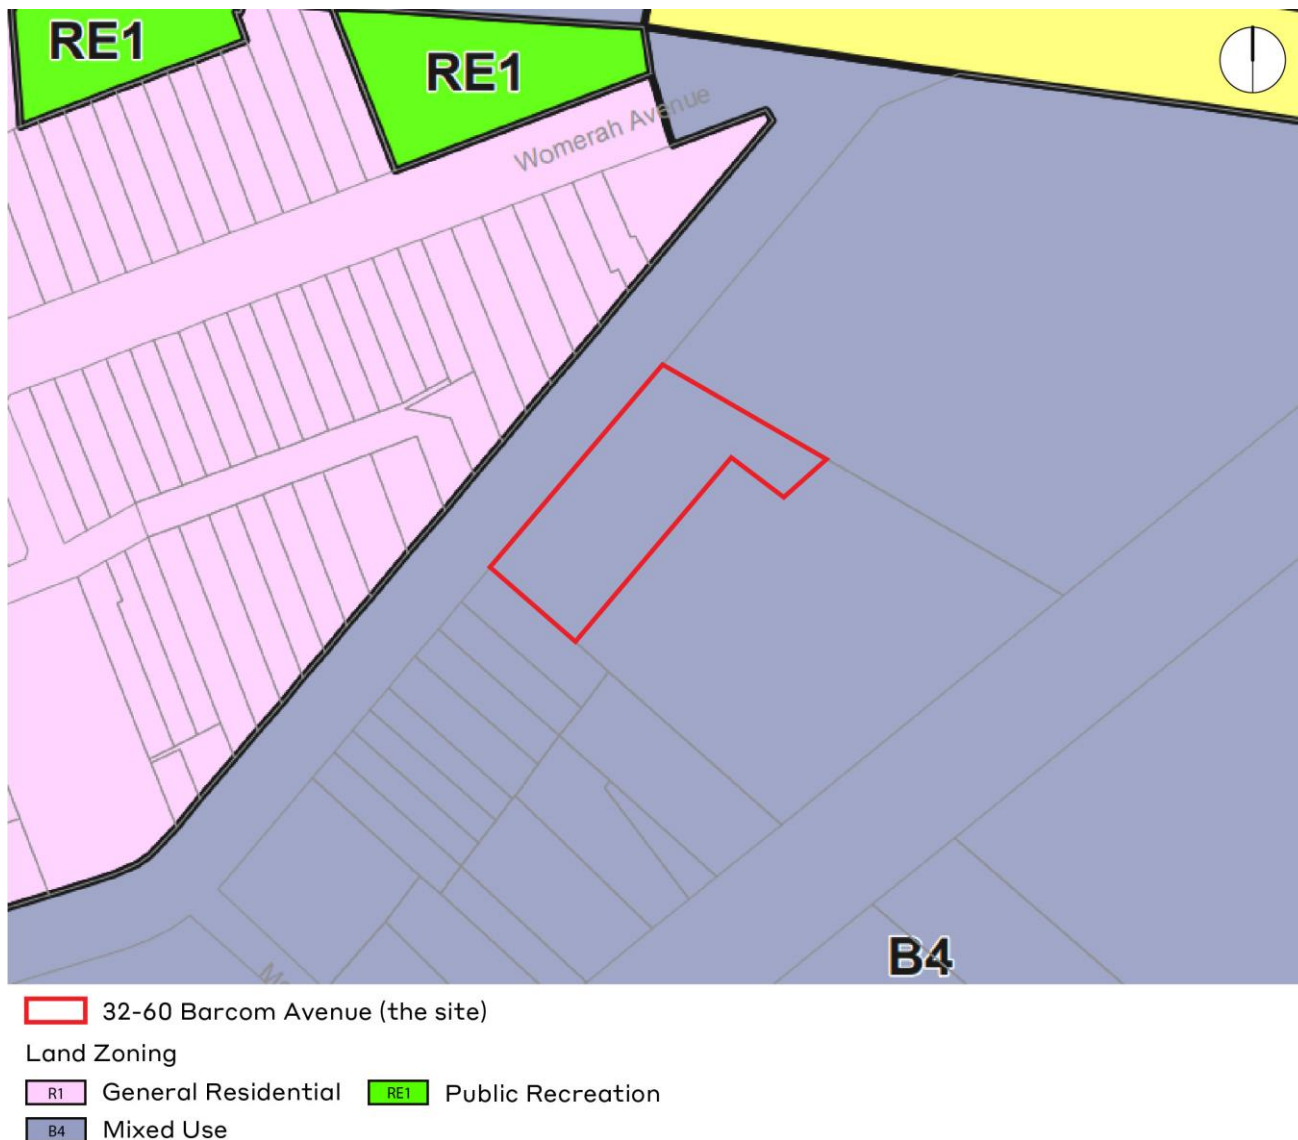 RE1
RE1
Womerah Avenue
B4
32-60 Barcom Avenue (the site)
Land Zoning
R1 General Residential RE1 Public Recreation
B4 Mixed Use